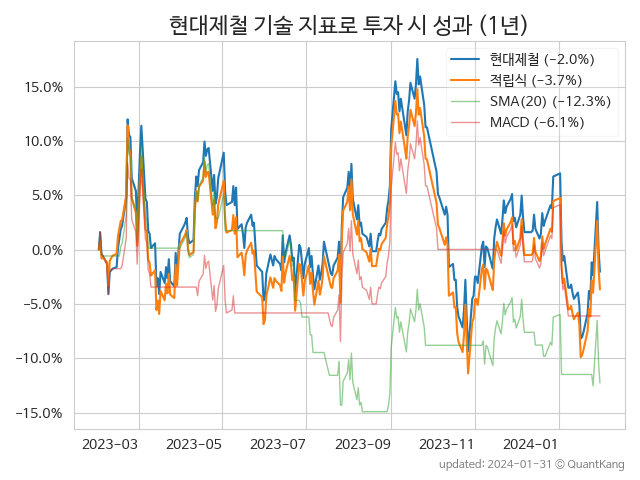 현대제철 기술 지표로 투자 시 성과 (1년)
현대제철 (−2.0%)
적립식 (−3.7%)
SMA(20) (−12.3%)
MACD (−6.1%)
15.0%
10.0%
5.0%
0.0%
−5.0%
−10.0%
−15.0%
2023-03 2023-05 2023-07 2023-09 2023-11 2024-01
updated: 2024-01-31 © QuantKang